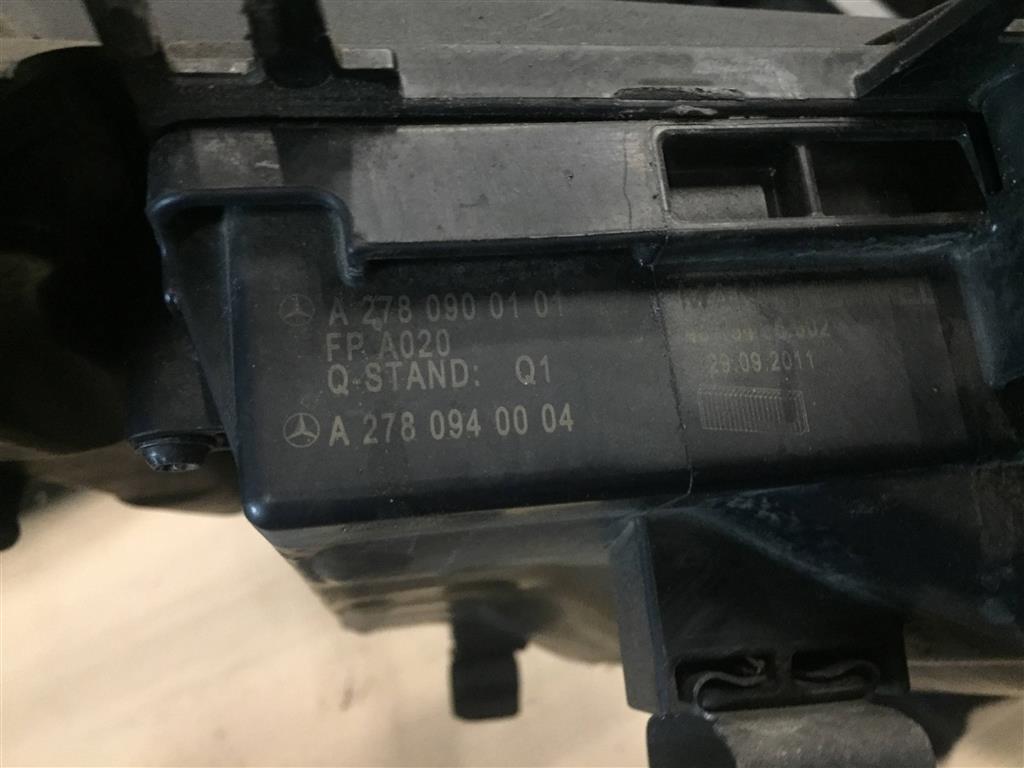 A 278 090 01 01
FP A020
Q-STAND: Q1
A 278 094 00 04
29.09.2011